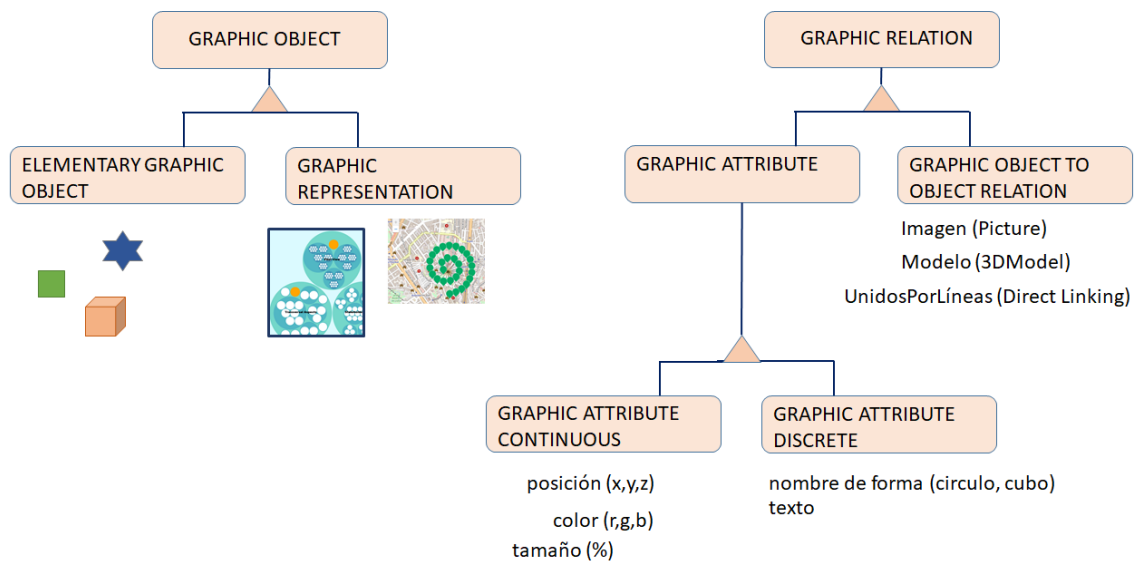 GRAPHIC OBJECT
ELEMENTARY GRAPHIC
OBJECT
GRAPHIC
REPRESENTATION
GRAPHIC RELATION
GRAPHIC ATTRIBUTE
GRAPHIC OBJECT TO
OBJECT RELATION
Imagen (Picture)
Modelo (3DModel)
UnidosPorLíneas (Direct Linking)
GRAPHIC ATTRIBUTE
CONTINUOUS
posición (x,y,z)
color (r,g,b)
tamaño (%)
GRAPHIC ATTRIBUTE
DISCRETE
nombre de forma (circulo, cubo)
texto